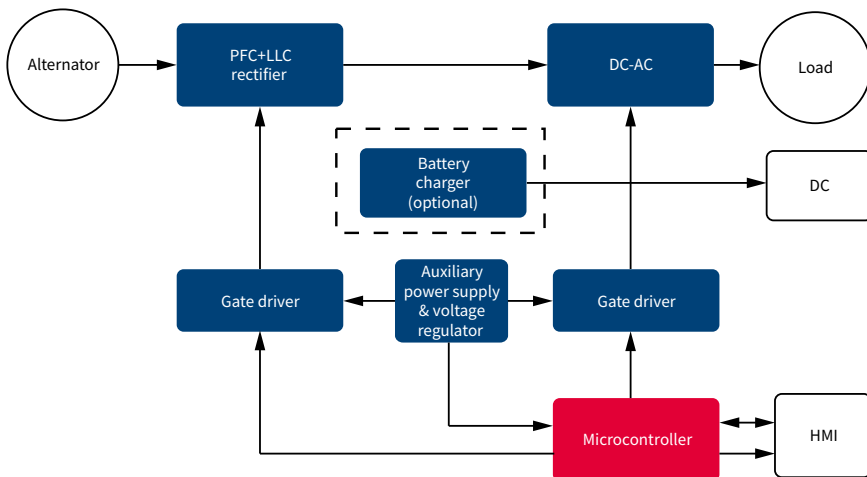 Alternator
PFC+LLC
rectifier
DC-AC
Load
Battery
charger
(optional)
DC
Gate driver
Auxiliary
power supply
& voltage
regulator
Gate driver
Microcontroller
HMI